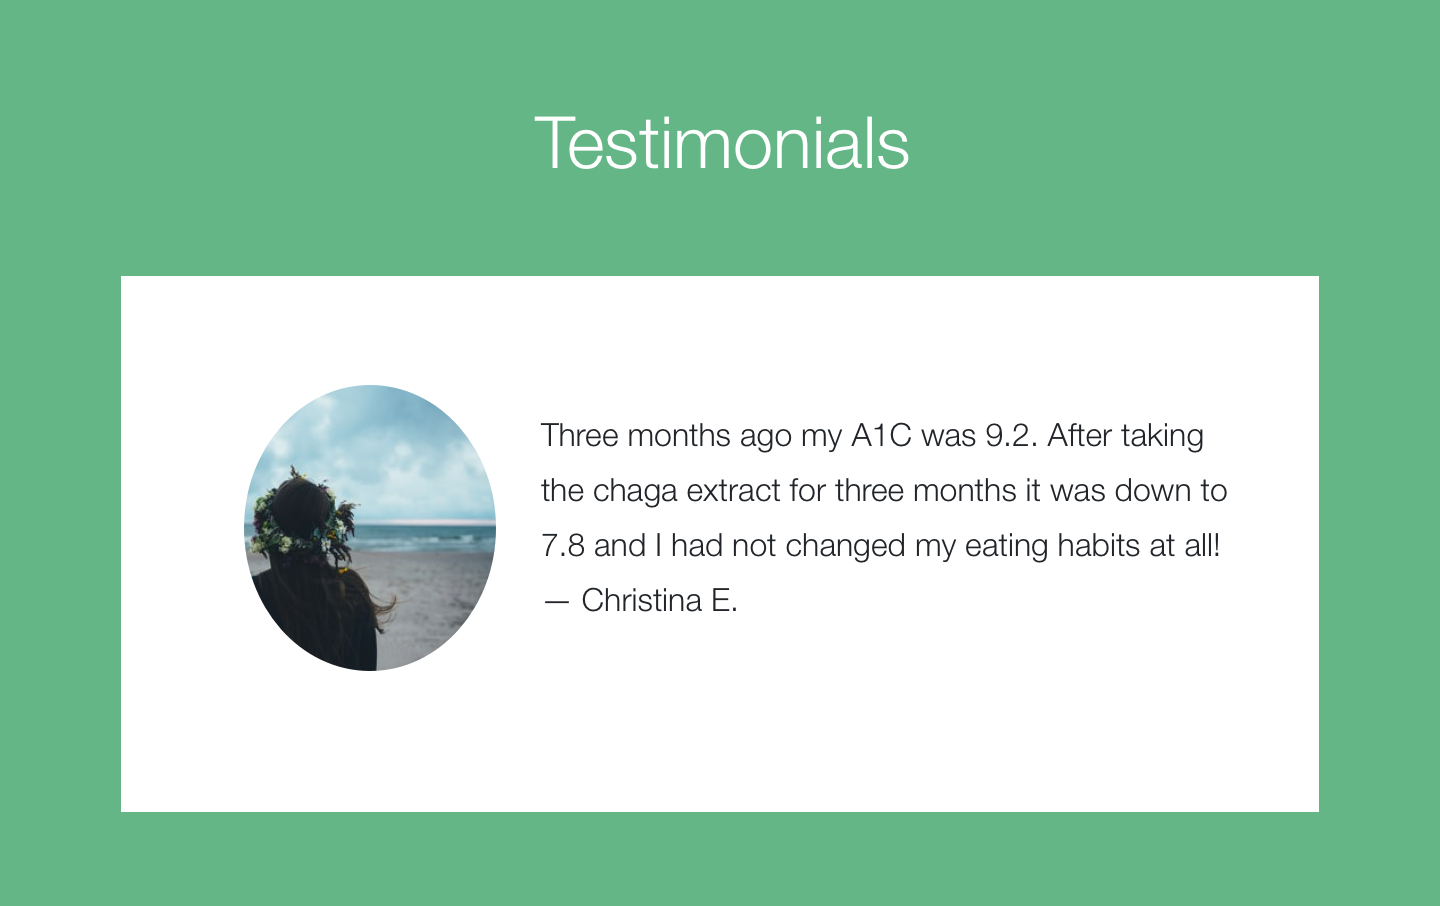 Testimonials
Three months ago my A1C was 9.2. After taking
the chaga extract for three months it was down to
7.8 and I had not changed my eating habits at all!
— Christina E.